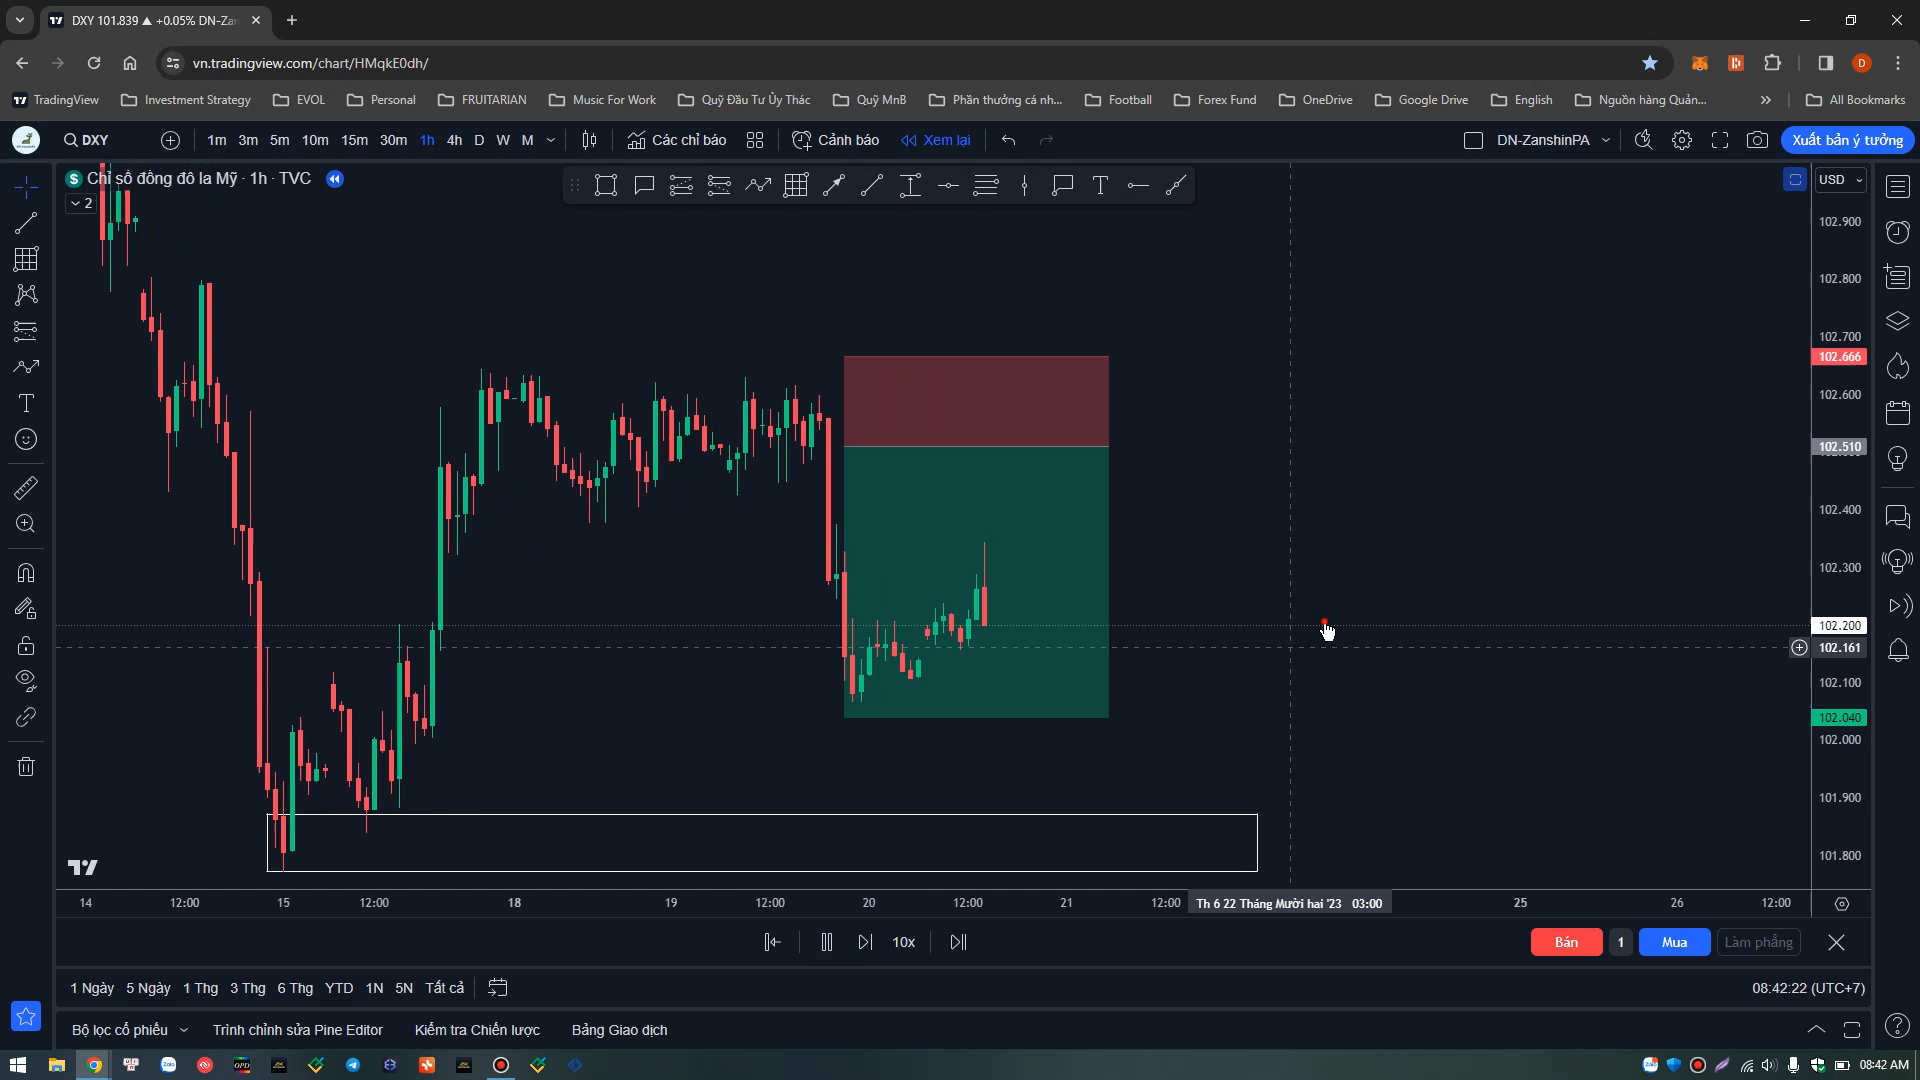 DXY 101.839 ▲ +0.05% DN-Zan
vn.tradingview.com/chart/HMqkE0dh/
D
TradingView
Investment Strategy
EVOL
Personal
FRUITARIAN
Music For Work
Quỹ Đầu Tư Ủy Thác
Quỹ MnB
Phần thưởng cá nh...
Football
Forex Fund
OneDrive
Google Drive
English
Nguồn hàng Quản...
All Bookmarks
DXY
1m 3m 5m 10m 15m 30m 1h 4h D W M
Các chỉ báo
Cảnh báo
Xem lại
DN-ZanshinPA
Xuất bản ý tưởng
Chỉ số đồng đô la Mỹ · 1h · TVC
2
USD
102.900
102.800
102.700
102.666
102.600
102.510
102.400
102.300
102.200
102.161
102.100
102.040
102.000
101.900
101.800
14 12:00 15 12:00 18 19 12:00 20 12:00 21 12:00 Th 6 22 Tháng Mười hai '23 03:00 25 26 12:00
10x
Bán 1 Mua Làm phẳng
1 Ngày 5 Ngày 1 Thg 3 Thg 6 Thg YTD 1N 5N Tất cả
08:42:22 (UTC+7)
Bộ lọc cổ phiếu
Trình chỉnh sửa Pine Editor
Kiểm tra Chiến lược
Bảng Giao dịch
08:42 AM